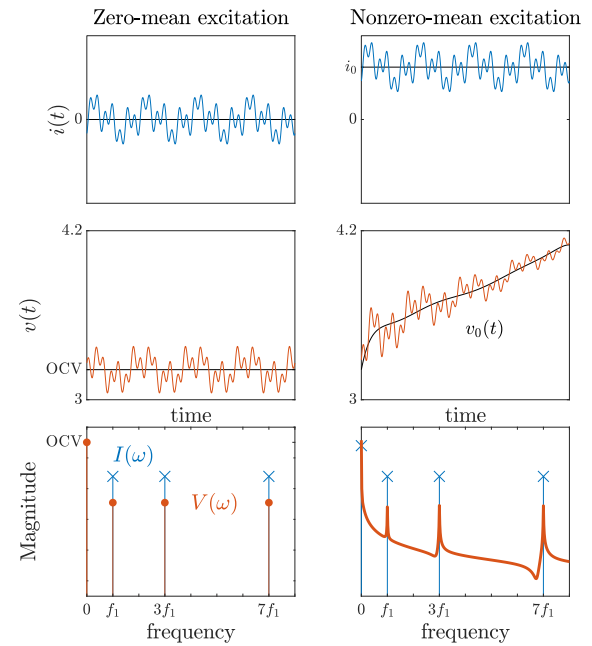 Zero-mean excitation
Nonzero-mean excitation
i(t)
0
i₀
0
v(t)
4.2
OCV
3
4.2
3
v₀(t)
time
time
Magnitude
OCV
I(ω)
V(ω)
0 f₁ 3f₁ 7f₁
0 f₁ 3f₁ 7f₁
frequency
frequency